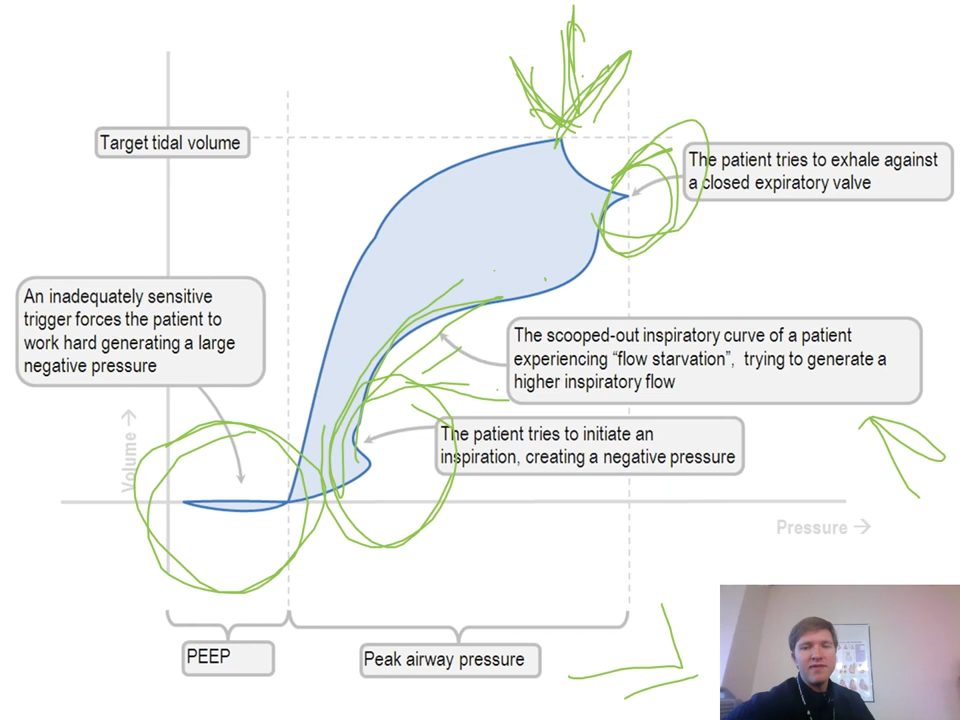 Target tidal volume
The patient tries to exhale against
a closed expiratory valve
An inadequately sensitive
trigger forces the patient to
work hard generating a large
negative pressure
The scooped-out inspiratory curve of a patient
experiencing “flow starvation”, trying to generate a
higher inspiratory flow
Volume →
The patient tries to initiate an
inspiration, creating a negative pressure
Pressure →
PEEP
Peak airway pressure